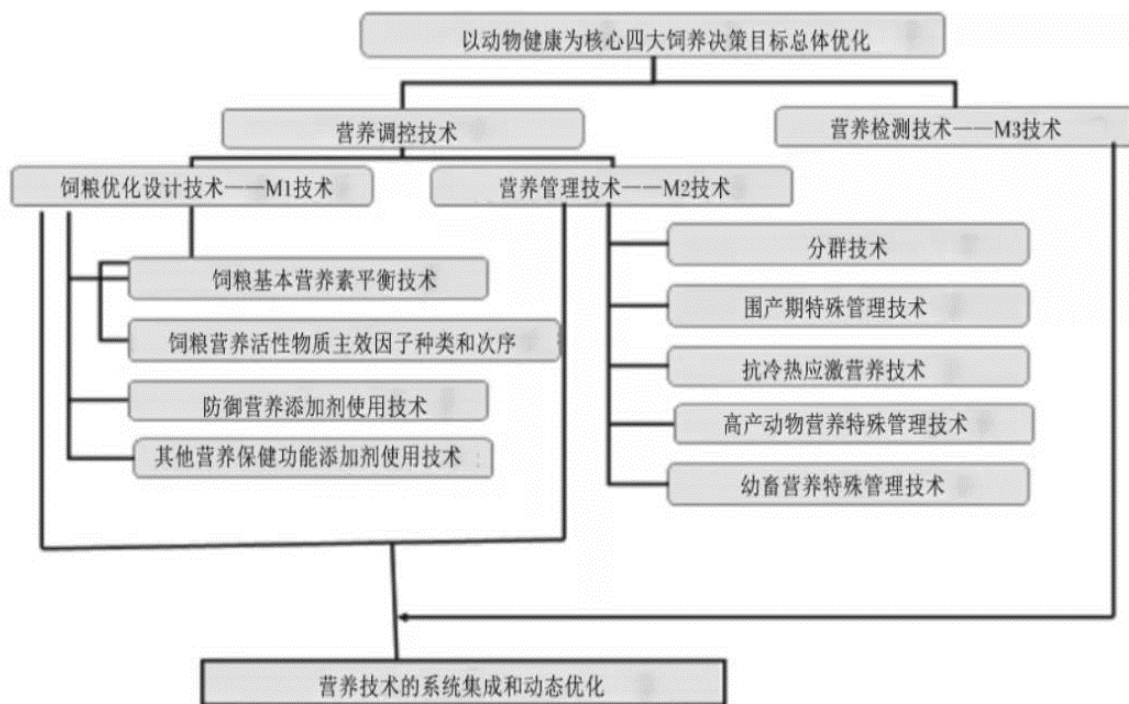 以动物健康为核心四大饲养决策目标总体优化
营养调控技术
营养检测技术——M3技术
饲粮优化设计技术——M1技术
营养管理技术——M2技术
分群技术
饲粮基本营养素平衡技术
围产期特殊管理技术
饲粮营养活性物质主效因子种类和次序
抗冷热应激营养技术
防御营养添加剂使用技术
高产动物营养特殊管理技术
其他营养保健功能添加剂使用技术
幼畜营养特殊管理技术
营养技术的系统集成和动态优化